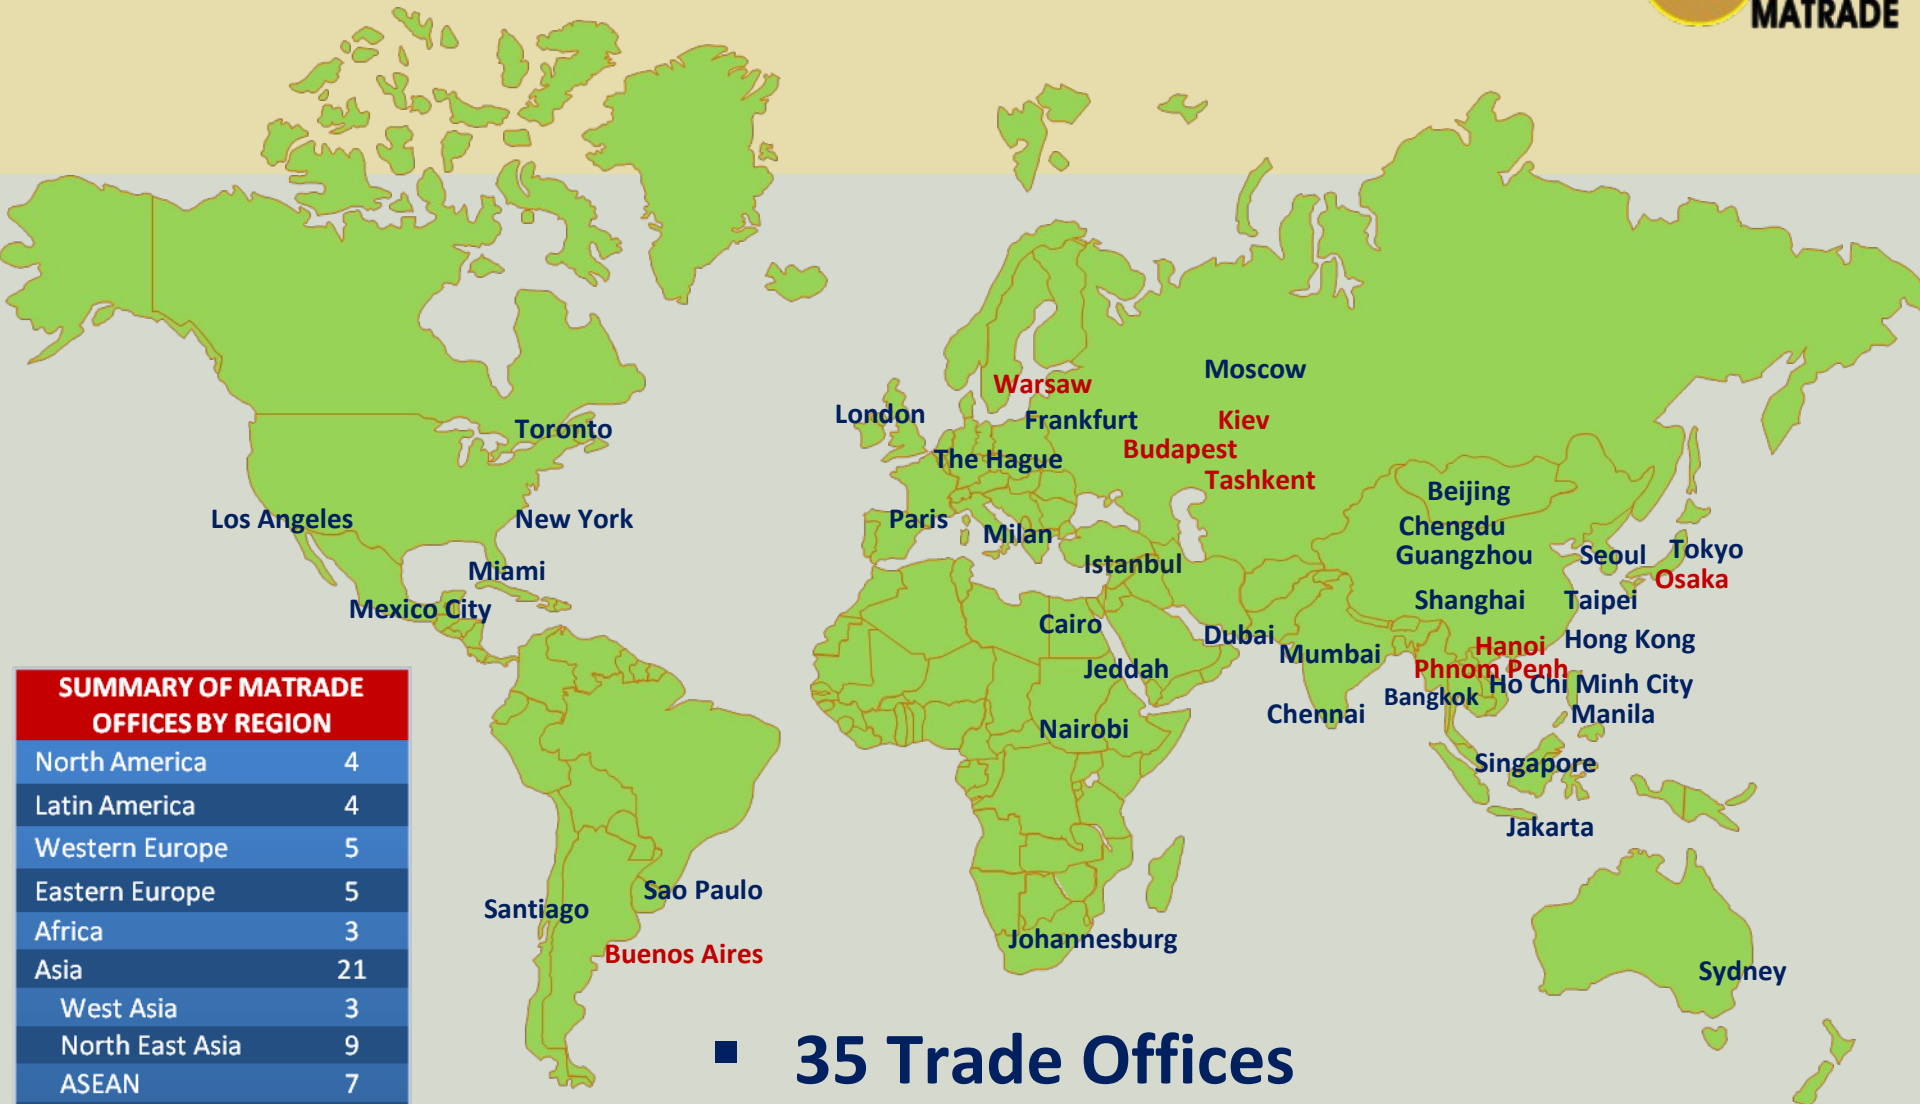 MATRADE
Moscow
Warsaw
London
Frankfurt
Kiev
Toronto
Budapest
The Hague
Tashkent
Beijing
Los Angeles
New York
Paris
Milan
Chengdu
Istanbul
Guangzhou
Seoul
Tokyo
Miami
Osaka
Mexico City
Shanghai
Taipei
Cairo
Dubai
Mumbai
Hanoi
Hong Kong
Jeddah
Phnom Penh
Bangkok
Ho Chi Minh City
Chennai
Manila
Nairobi
Singapore
Jakarta
Santiago
Sao Paulo
Johannesburg
Buenos Aires
Sydney
SUMMARY OF MATRADE
OFFICES BY REGION
North America 4
Latin America 4
Western Europe 5
Eastern Europe 5
Africa 3
Asia 21
West Asia 3
North East Asia 9
ASEAN 7
▪ 35 Trade Offices